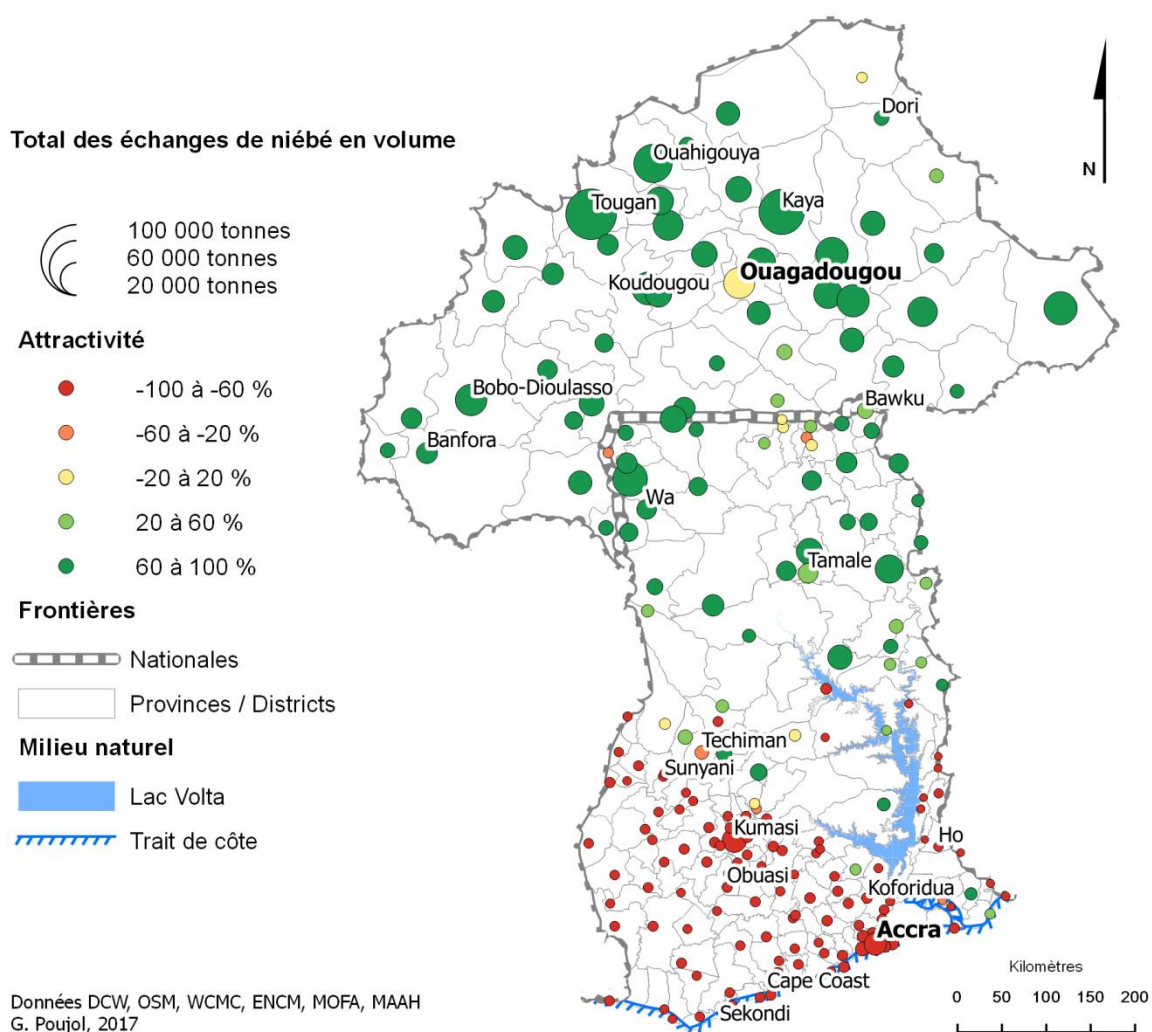 Total des échanges de niébé en volume
100 000 tonnes
60 000 tonnes
20 000 tonnes
Attractivité
-100 à -60 %
-60 à -20 %
-20 à 20 %
20 à 60 %
60 à 100 %
Frontières
Nationales
Provinces / Districts
Milieu naturel
Lac Volta
Trait de côte
Données DCW, OSM, WCMC, ENCM, MOFA, MAAH
G. Poujol, 2017
N
Dori
Ouahigouya
Tougan
Kaya
Ouagadougou
Koudougou
Bobo-Dioulasso
Bawku
Banfora
Wa
Tamale
Techiman
Sunyani
Kumasi
Ho
Obuasi
Koforidua
Accra
Cape Coast
Sekondi
Kilomètres
0 50 100 150 200